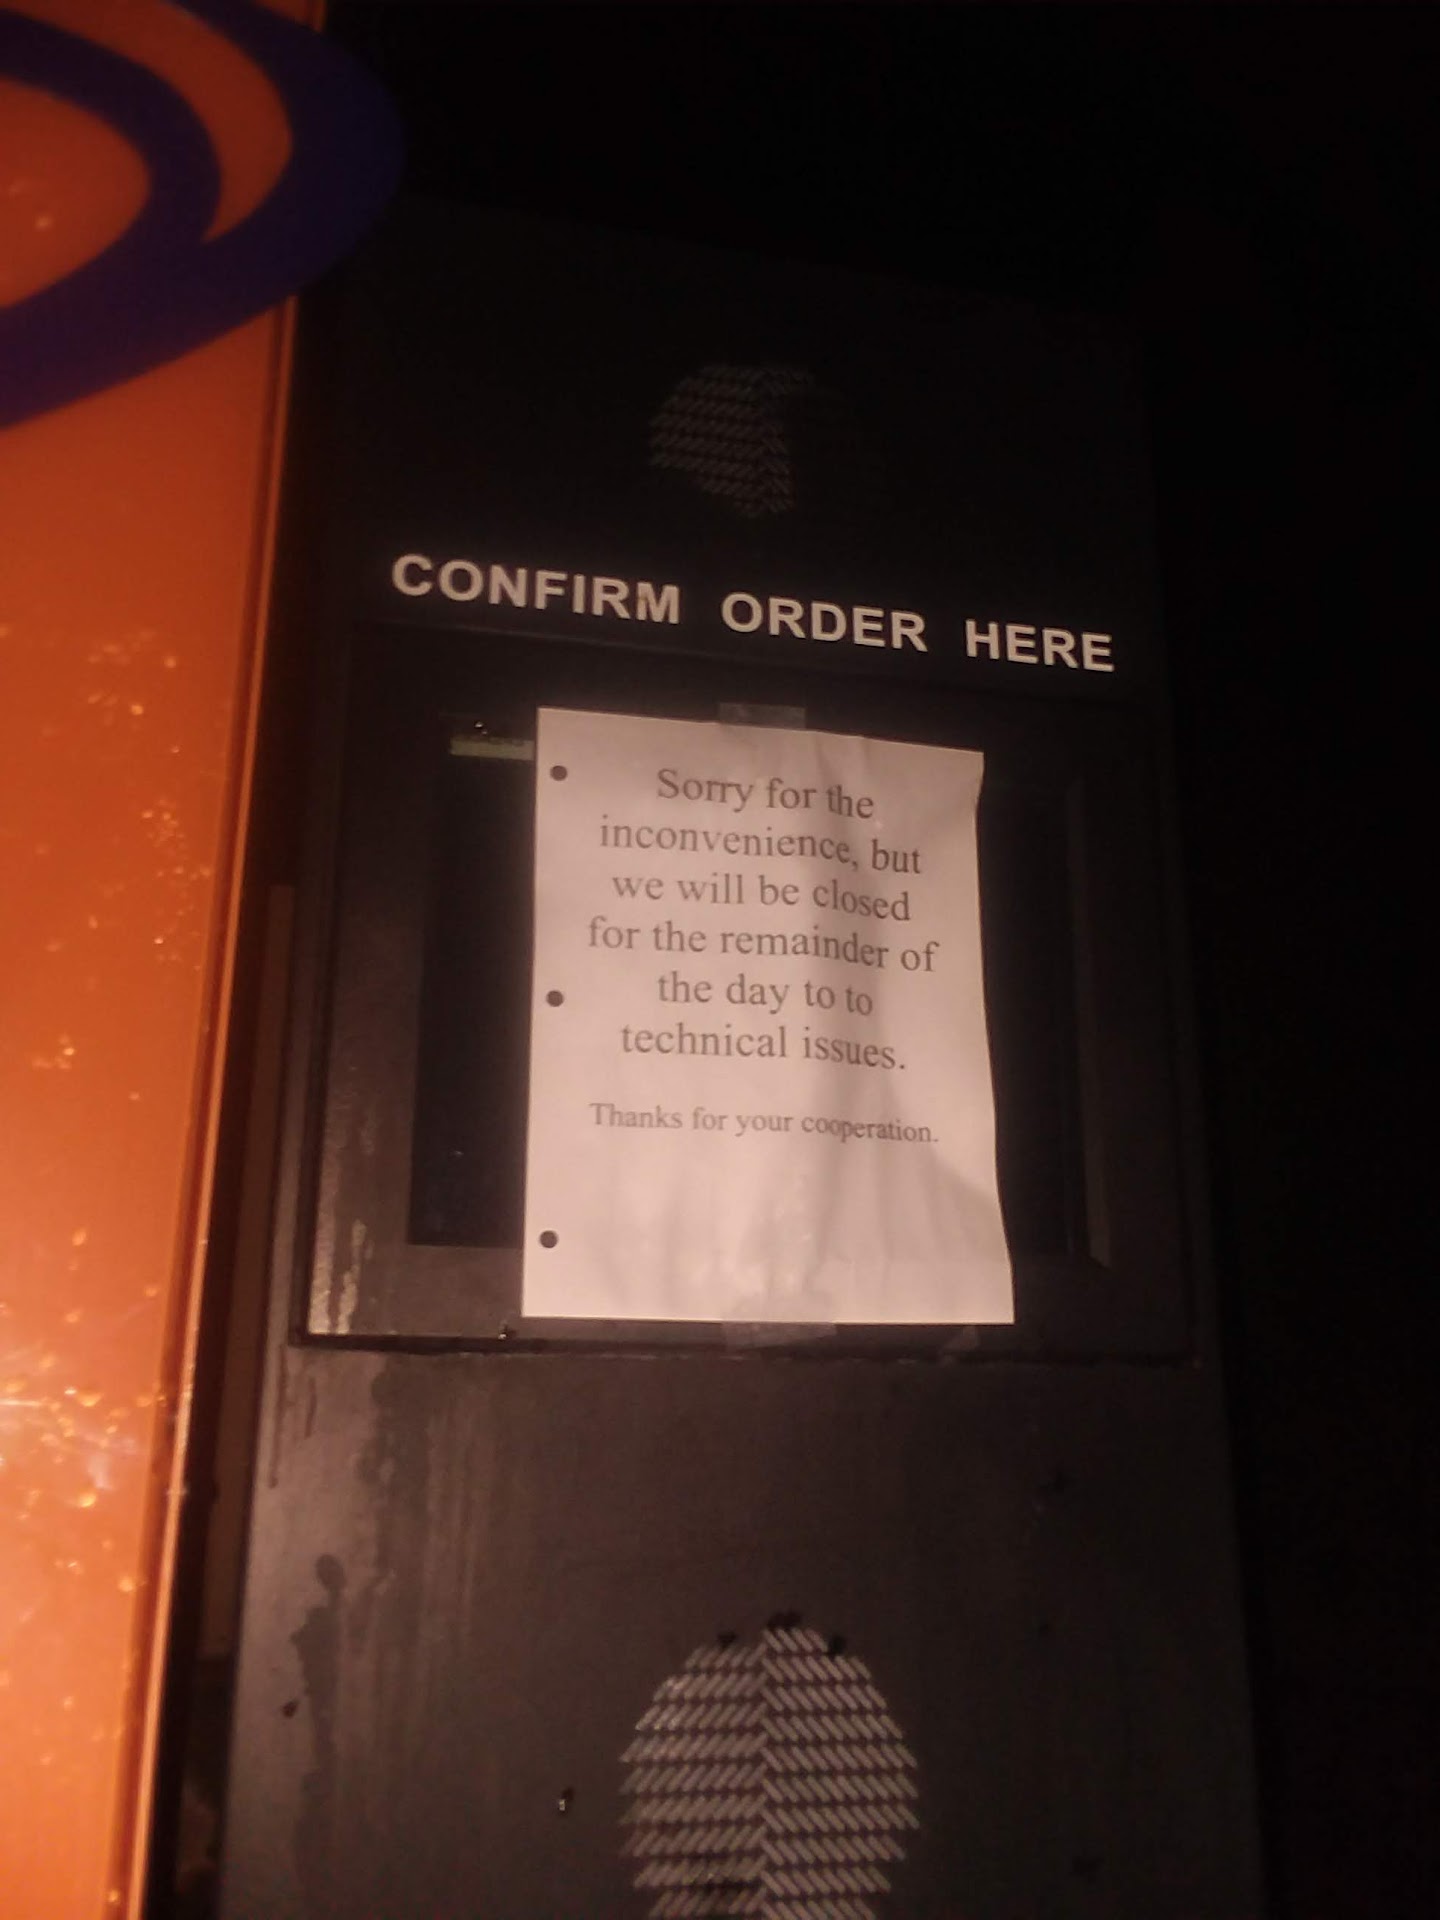 CONFIRM ORDER HERE
Sorry for the
inconvenience, but
we will be closed
for the remainder of
the day to to
technical issues.
Thanks for your cooperation.